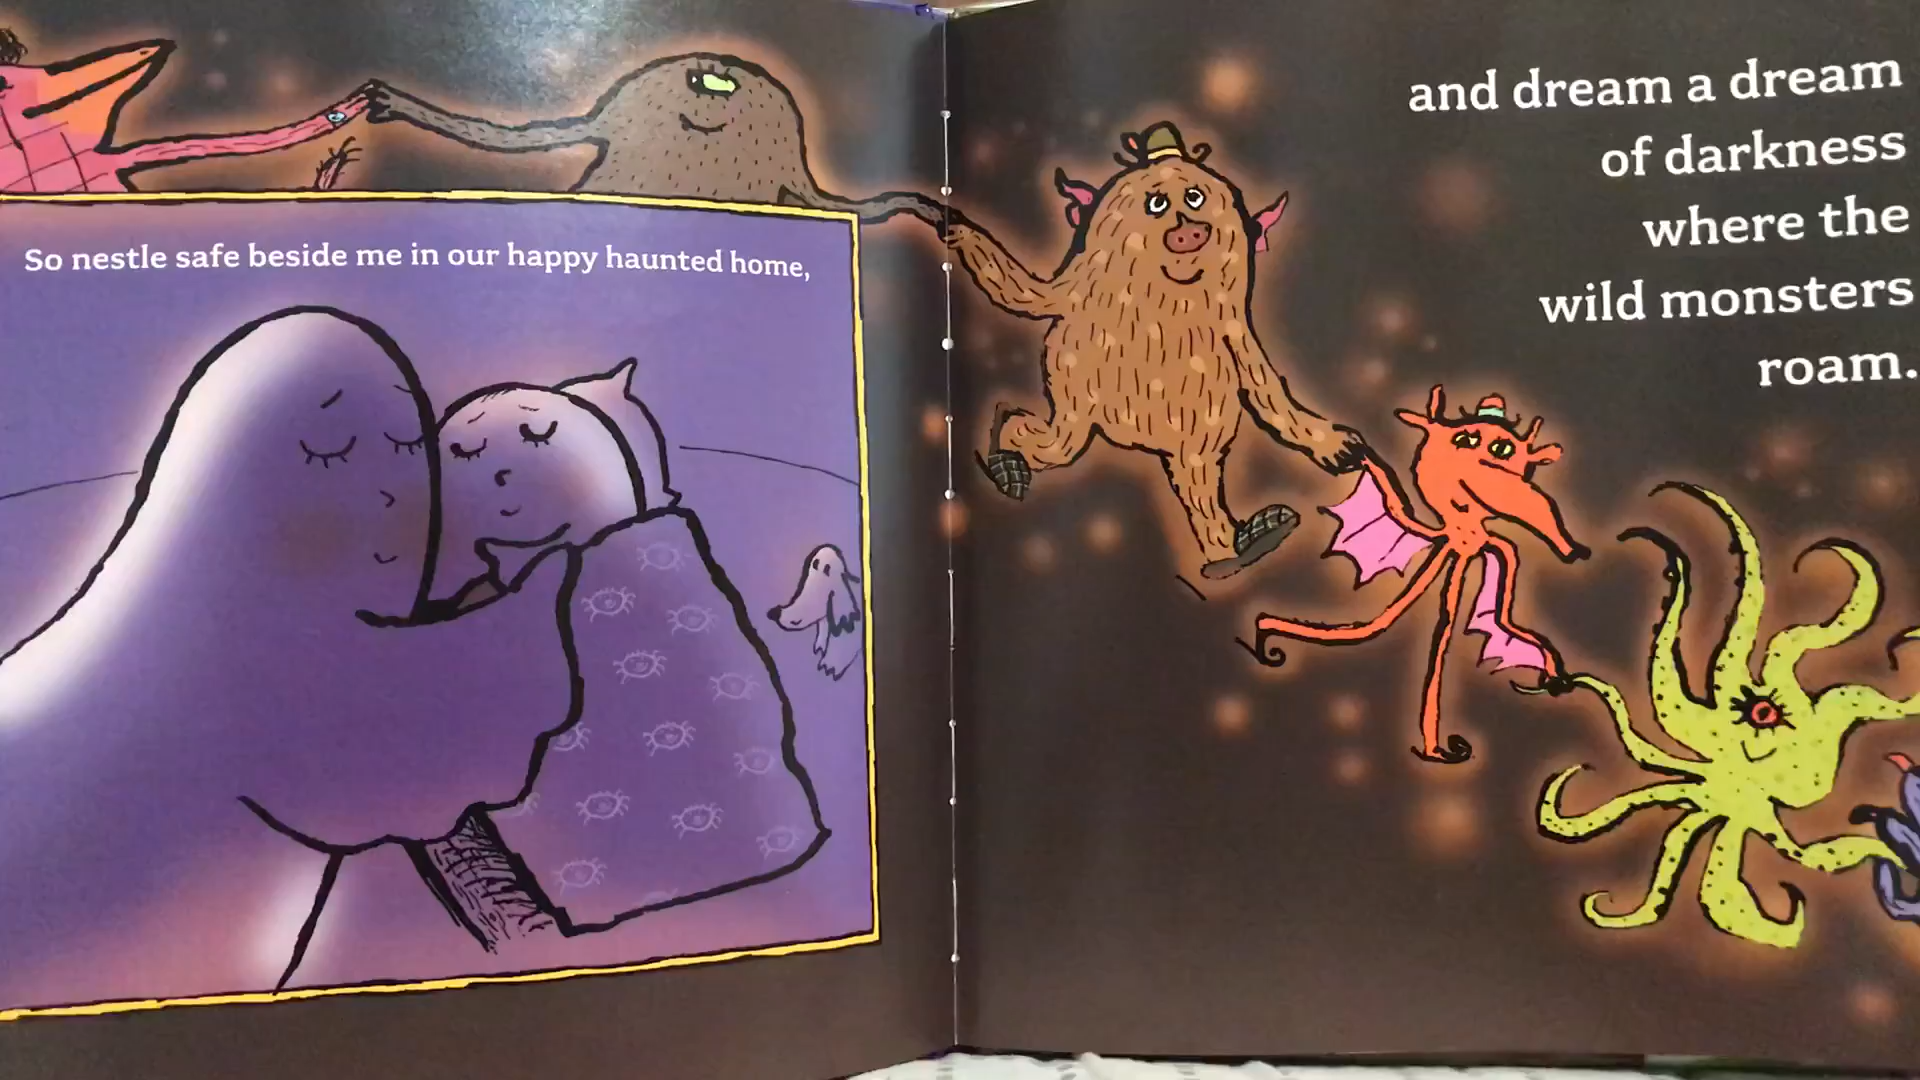 So nestle safe beside me in our happy haunted home,
and dream a dream
of darkness
where the
wild monsters
roam.